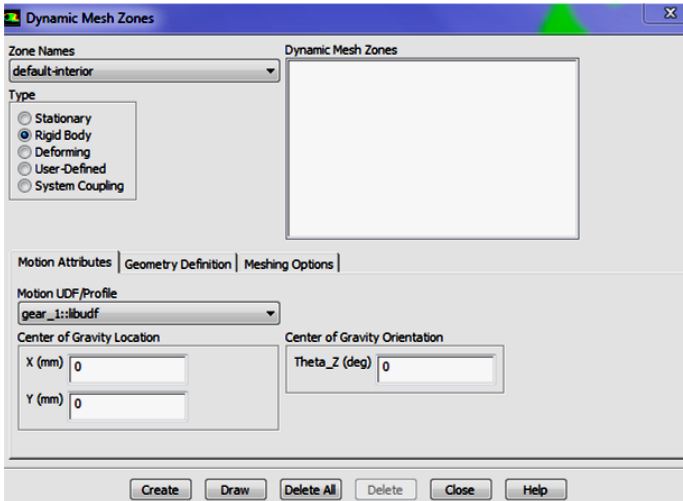 Dynamic Mesh Zones
Zone Names
default-interior
Type
Stationary
Rigid Body
Deforming
User-Defined
System Coupling
Dynamic Mesh Zones
Motion Attributes Geometry Definition Meshing Options
Motion UDF/Profile
gear_1::libudf
Center of Gravity Location
X (mm) 0
Y (mm) 0
Center of Gravity Orientation
Theta_Z (deg) 0
Create Draw Delete All Delete Close Help